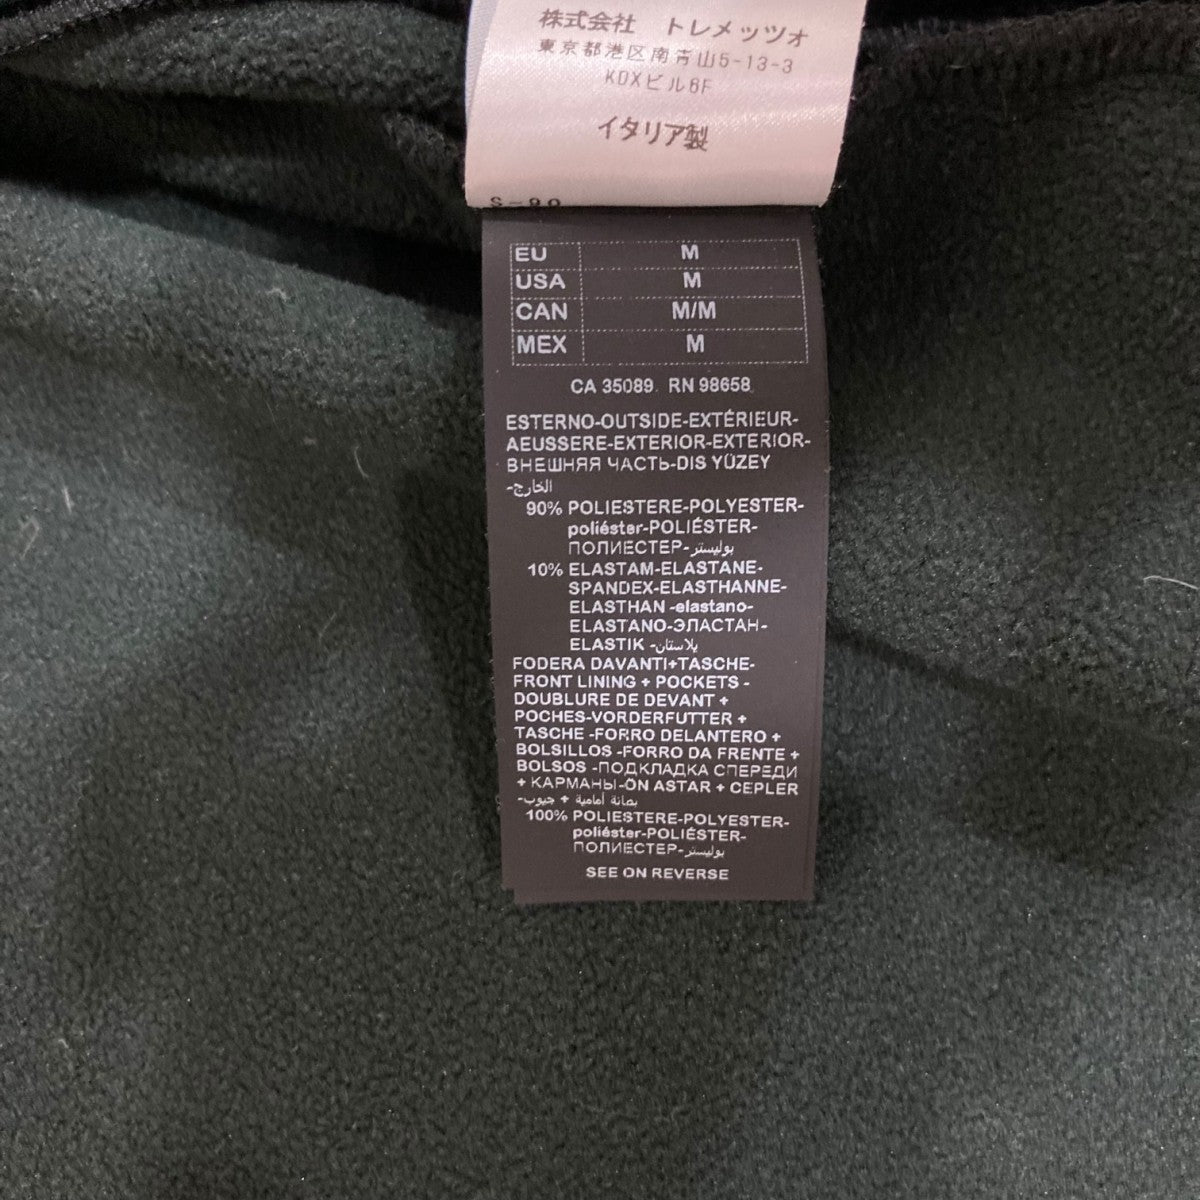 株式会社 トレメッツォ
東京都港区南青山5-13-3
KDXビル6F
イタリア製
EU M
USA M
CAN M/M
MEX M
CA 35089 RN 98658
ESTERNO-OUTSIDE-EXTÉRIEUR-
AEUSSERE-EXTERIOR-EXTERIOR-
ВНЕШНЯЯ ЧАСТЬ-DIS YÜZEY
-الخارج
90% POLIESTERE-POLYESTER-
poliéster-POLIÉSTER-
ПОЛИЕСТЕР-بوليستر
10% ELASTAM-ELASTANE-
SPANDEX-ELASTHANNE-
ELASTHAN -elastano-
ELASTANO-ЭЛАСТАН-
ELASTIK -يلاستان
FODERA DAVANTI+TASCHE-
FRONT LINING + POCKETS -
DOUBLURE DE DEVANT +
POCHES-VORDERFUTTER +
TASCHE -FORRO DELANTERO +
BOLSILLOS -FORRO DA FRENTE +
BOLSOS -ПОДКЛАДКА СПЕРЕДИ
+ КАРМАНЫ-ÖN ASTAR + CEPLER
-بطانة أمامية + جيوب
100% POLIESTERE-POLYESTER-
poliéster-POLIÉSTER-
ПОЛИЕСТЕР-بوليستر
SEE ON REVERSE